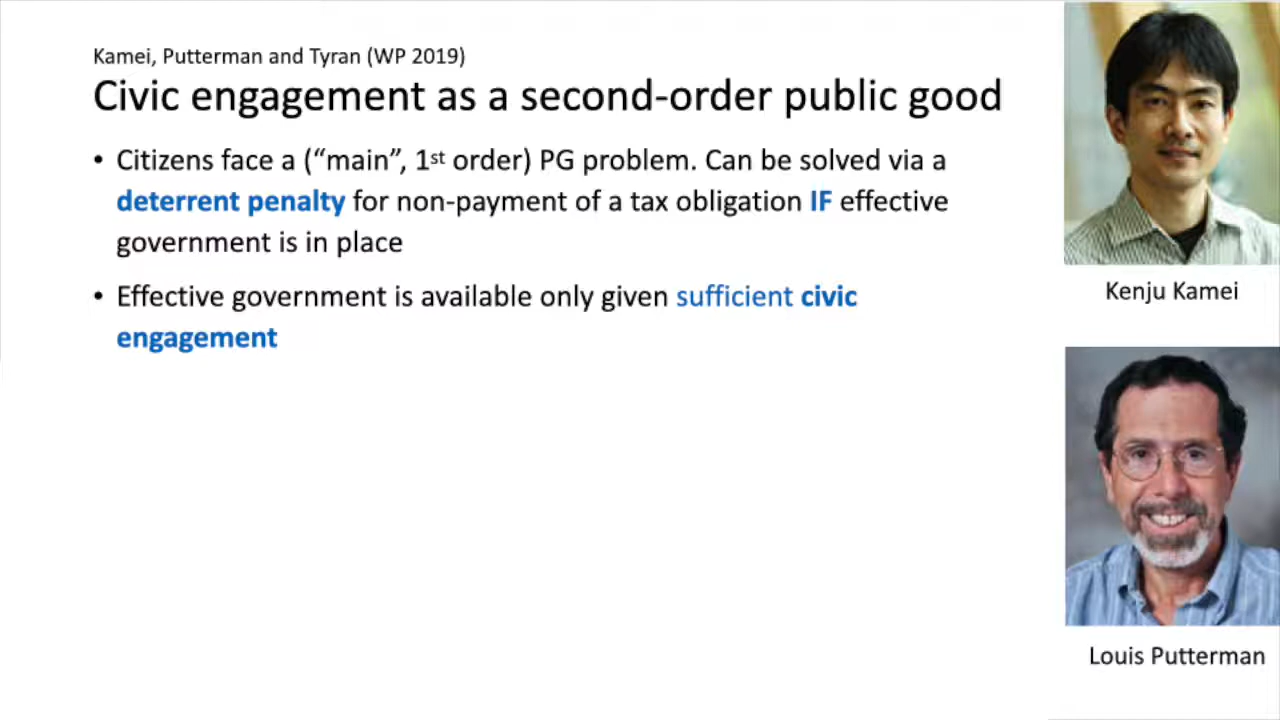 Kamei, Putterman and Tyran (WP 2019)
Civic engagement as a second-order public good
• Citizens face a (“main”, 1st order) PG problem. Can be solved via a
deterrent penalty for non-payment of a tax obligation IF effective
government is in place
• Effective government is available only given sufficient civic
engagement
Kenju Kamei
Louis Putterman